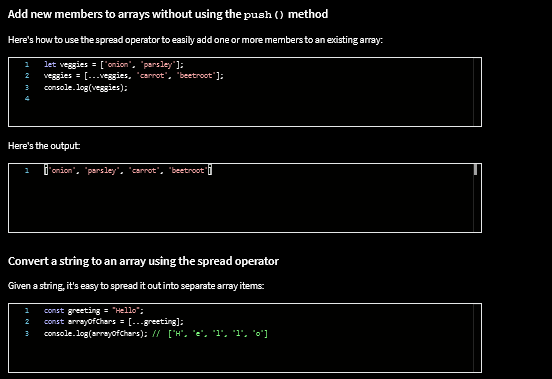 Add new members to arrays without using the push() method
Here's how to use the spread operator to easily add one or more members to an existing array:
1 let veggies = ['onion', 'parsley'];
2 veggies = [...veggies, 'carrot', 'beetroot'];
3 console.log(veggies);
4
Here's the output:
1 ['onion', 'parsley', 'carrot', 'beetroot']
Convert a string to an array using the spread operator
Given a string, it's easy to spread it out into separate array items:
1 const greeting = "Hello";
2 const arrayOfChars = [...greeting];
3 console.log(arrayOfChars); // ['H', 'e', 'l', 'l', 'o']